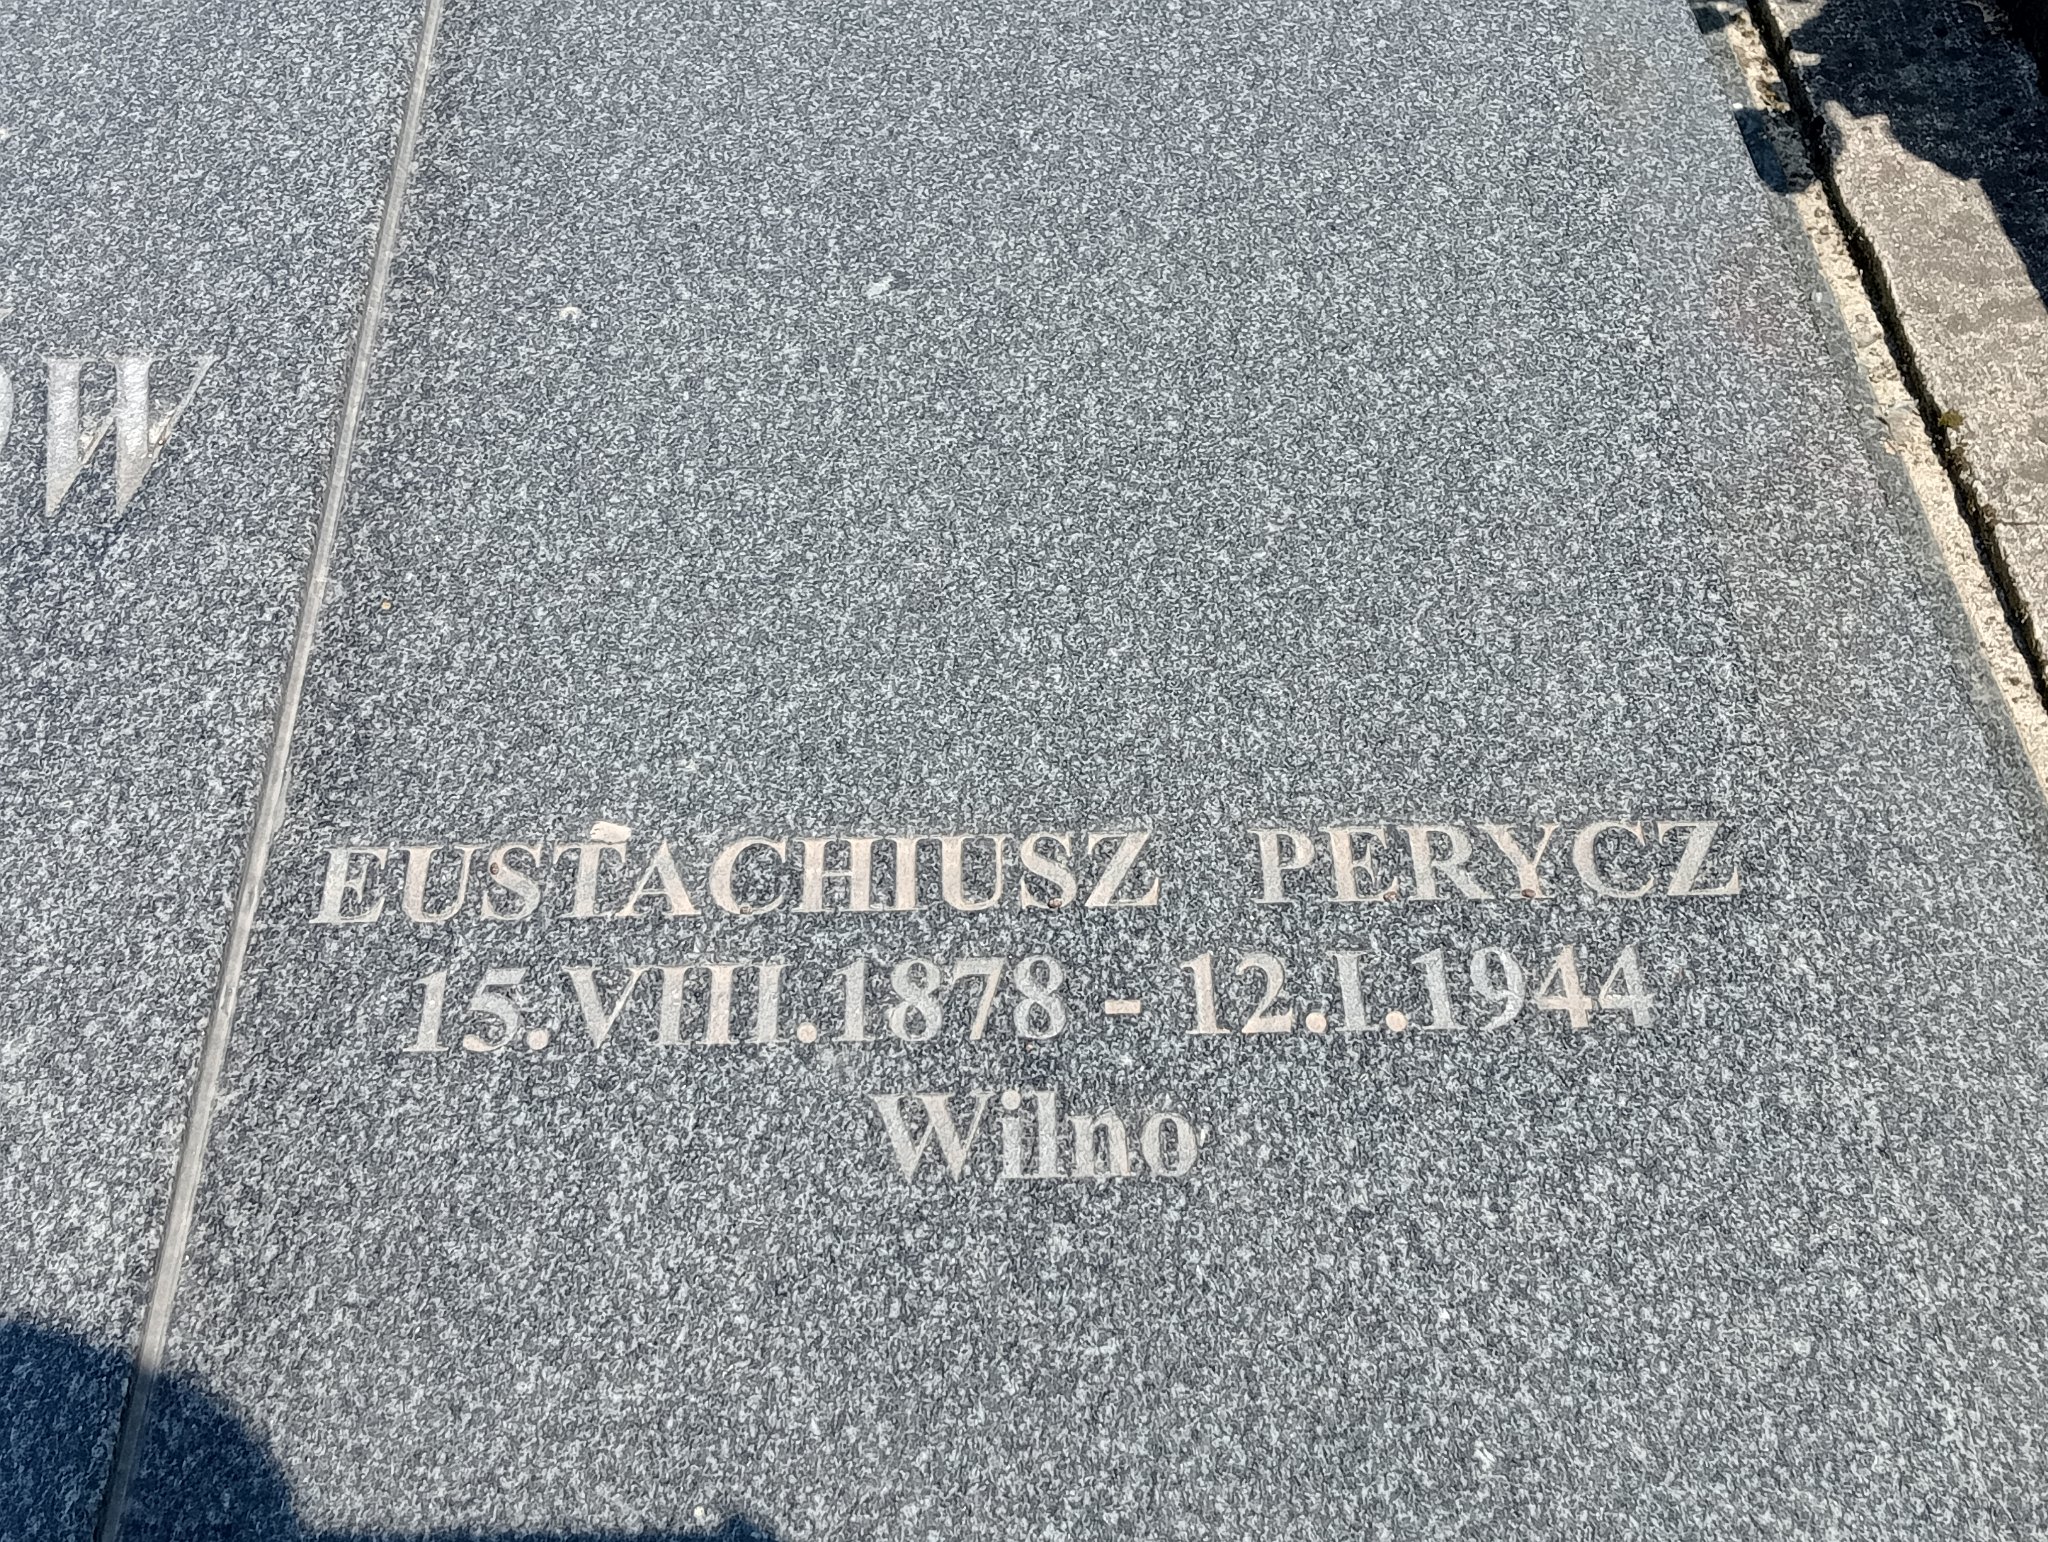 EUSTACHIUSZ PERYCZ
15.VIII.1878 - 12.I.1944
Wilno